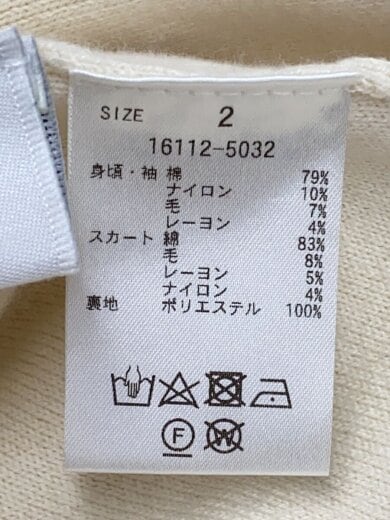 SIZE 2
16112-5032
身頃・袖 棉 79%
ナイロン 10%
毛 7%
レーヨン 4%
スカート 綿 83%
毛 8%
レーヨン 5%
ナイロン 4%
裏地 ポリエステル 100%
F W